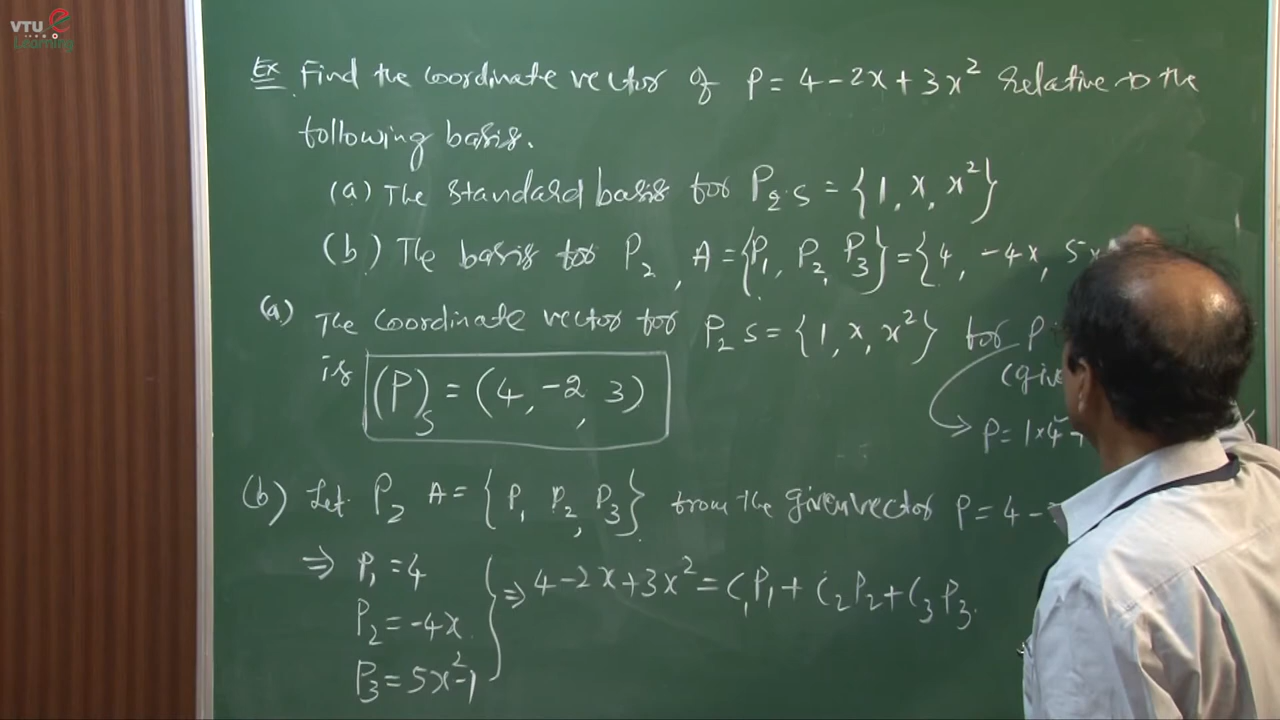 VTU e
Learning
Ex. Find the coordinate vector of P = 4 - 2x + 3x² relative to the
following basis.
(a) The standard basis for P₂ S = {1, x, x²}
(b) The basis for P₂, A = {P₁, P₂, P₃} = {4, -4x, 5x
(a) The coordinate vector for P₂ S = {1, x, x²} for P
is (P)ₛ = (4, -2, 3)
(give
P = 1×4 +
(b) Let P₂ A = {P₁ P₂, P₃} from the given vector P = 4 -
⇒ P₁ = 4
P₂ = -4x
P₃ = 5x² - 1
⇒ 4 - 2x + 3x² = C₁P₁ + C₂P₂ + C₃P₃.